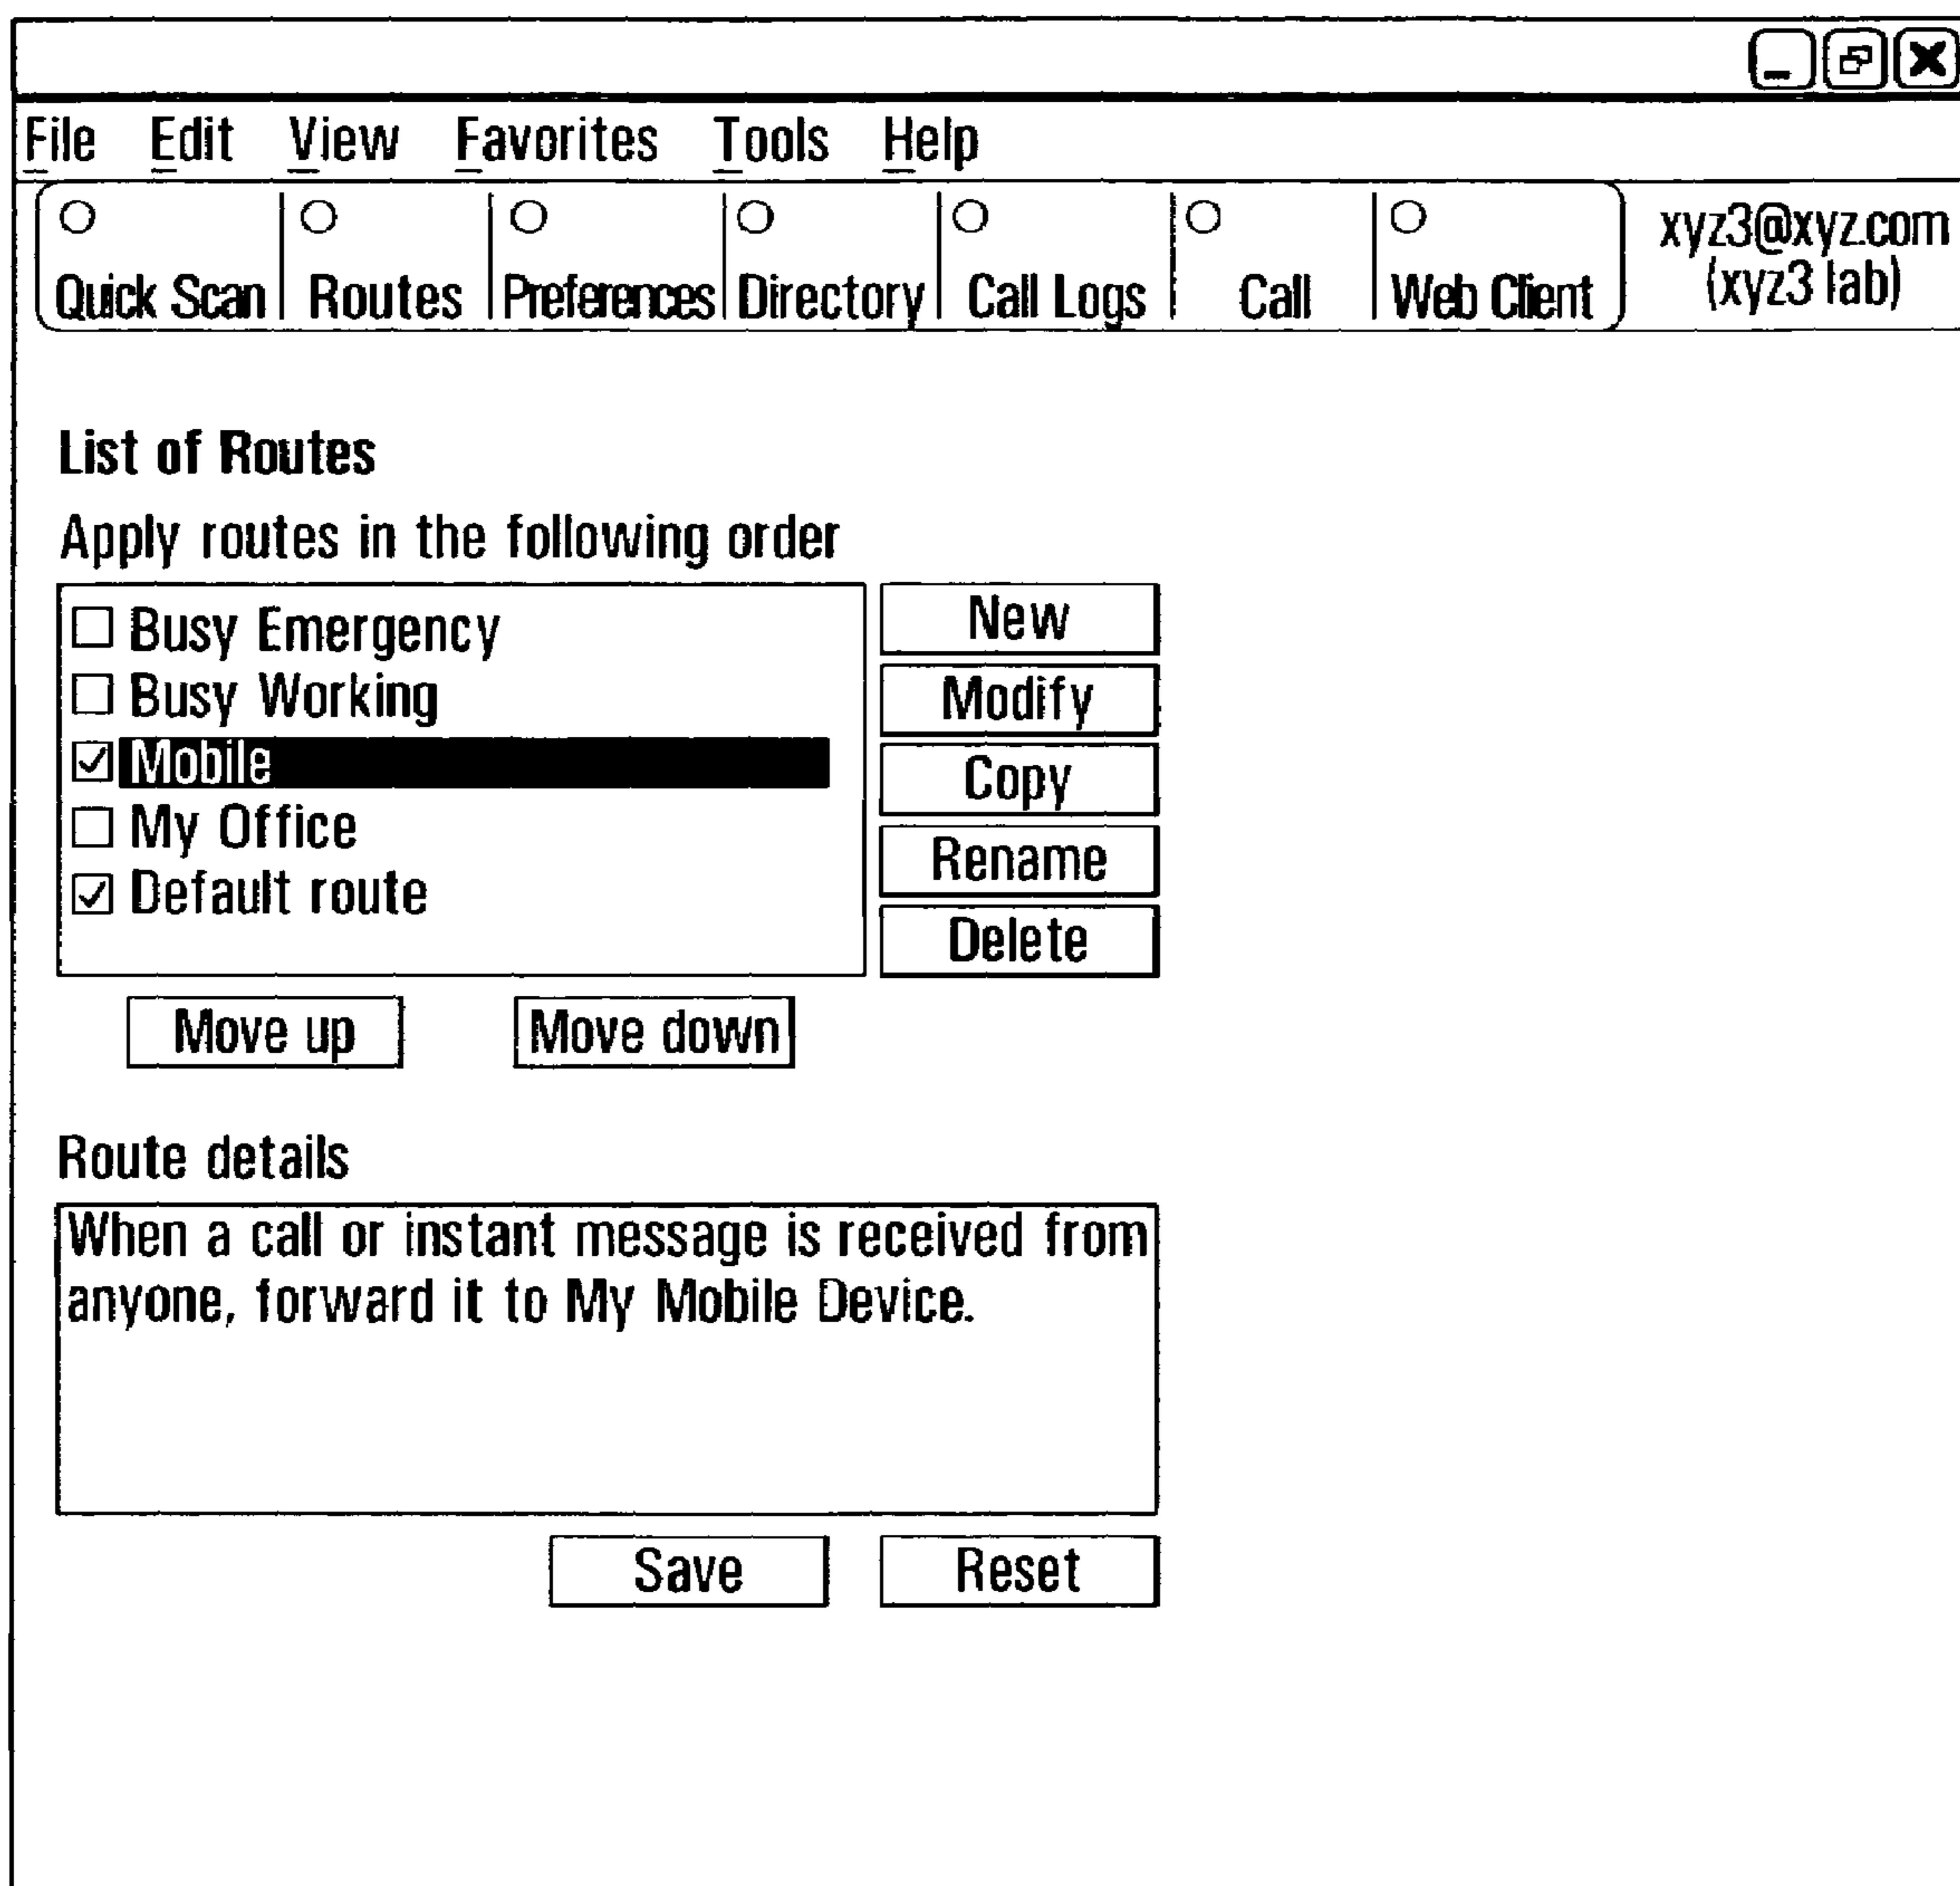 File Edit View Favorites Tools Help
Quick Scan Routes Preferences Directory Call Logs Call Web Client
xyz3@xyz.com
(xyz3 lab)
List of Routes
Apply routes in the following order
Busy Emergency
Busy Working
Mobile
My Office
Default route
New
Modify
Copy
Rename
Delete
Move up Move down
Route details
When a call or instant message is received from
anyone, forward it to My Mobile Device.
Save Reset